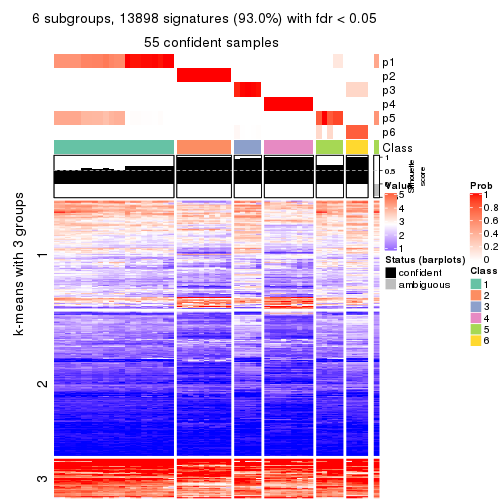 6 subgroups, 13898 signatures (93.0%) with fdr < 0.05
55 confident samples
p1
p2
p3
p4
p5
p6
Class
1
0.5
0
Silhouette
score
k-means with 3 groups
1
2
3
Value
5
4
3
2
1
Status (barplots)
confident
ambiguous
Prob
1
0.8
0.6
0.4
0.2
0
Class
1
2
3
4
5
6